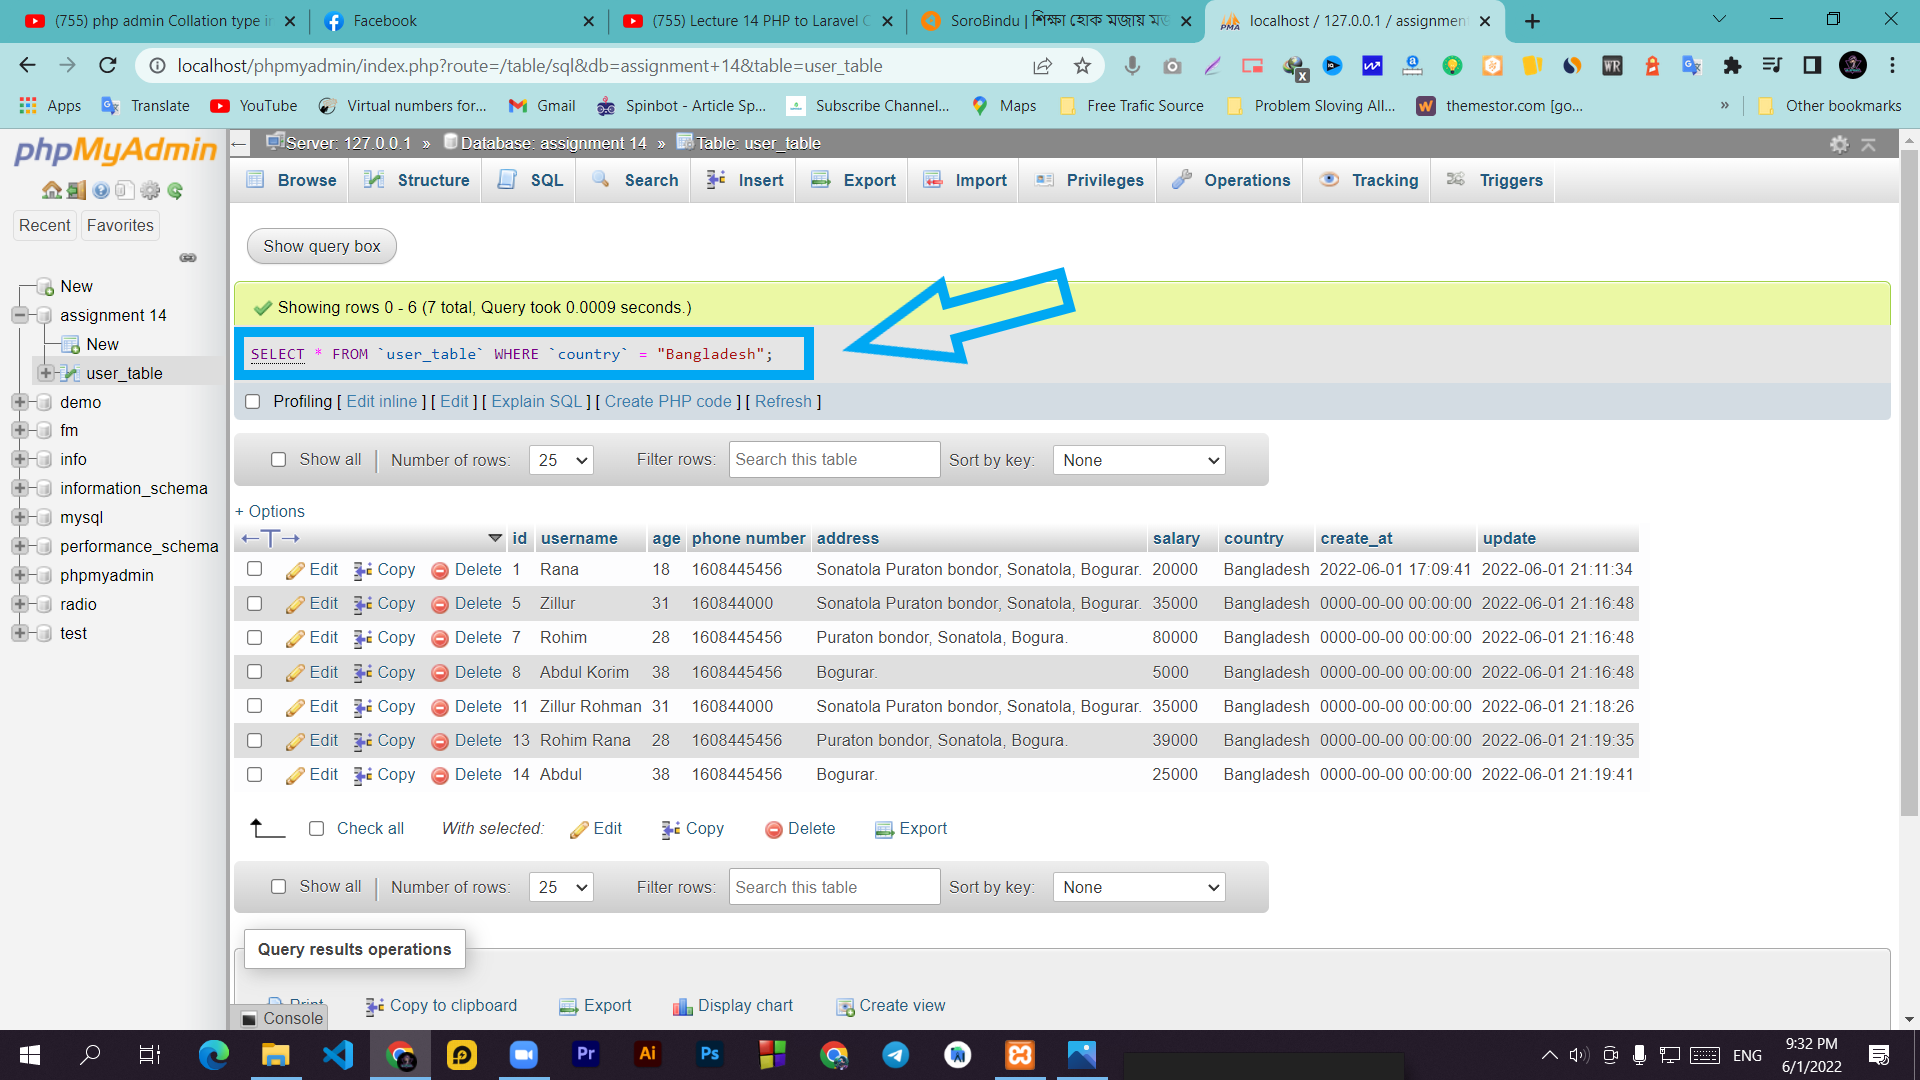 (755) php admin Collation type in
Facebook
(755) Lecture 14 PHP to Laravel C
SoroBindu | শিক্ষা হোক মজায় মজ
localhost / 127.0.0.1 / assignment
localhost/phpmyadmin/index.php?route=/table/sql&db=assignment+14&table=user_table
Apps
Translate
YouTube
Virtual numbers for...
Gmail
Spinbot - Article Sp...
Subscribe Channel...
Maps
Free Trafic Source
Problem Sloving All...
themestor.com [go...
»
Other bookmarks
phpMyAdmin
Recent
Favorites
New
assignment 14
New
user_table
demo
fm
info
information_schema
mysql
performance_schema
phpmyadmin
radio
test
Server: 127.0.0.1 » Database: assignment 14 » Table: user_table
Browse Structure SQL Search Insert Export Import Privileges Operations Tracking Triggers
Show query box
Showing rows 0 - 6 (7 total, Query took 0.0009 seconds.)
SELECT * FROM `user_table` WHERE `country` = "Bangladesh";
Profiling [ Edit inline ] [ Edit ] [ Explain SQL ] [ Create PHP code ] [ Refresh ]
Show all | Number of rows: 25 Filter rows: Search this table Sort by key: None
+ Options
←T→ id username age phone number address salary country create_at update
Edit Copy Delete 1 Rana 18 1608445456 Sonatola Puraton bondor, Sonatola, Bogurar. 20000 Bangladesh 2022-06-01 17:09:41 2022-06-01 21:11:34
Edit Copy Delete 5 Zillur 31 160844000 Sonatola Puraton bondor, Sonatola, Bogurar. 35000 Bangladesh 0000-00-00 00:00:00 2022-06-01 21:16:48
Edit Copy Delete 7 Rohim 28 1608445456 Puraton bondor, Sonatola, Bogura. 80000 Bangladesh 0000-00-00 00:00:00 2022-06-01 21:16:48
Edit Copy Delete 8 Abdul Korim 38 1608445456 Bogurar. 5000 Bangladesh 0000-00-00 00:00:00 2022-06-01 21:16:48
Edit Copy Delete 11 Zillur Rohman 31 160844000 Sonatola Puraton bondor, Sonatola, Bogurar. 35000 Bangladesh 0000-00-00 00:00:00 2022-06-01 21:18:26
Edit Copy Delete 13 Rohim Rana 28 1608445456 Puraton bondor, Sonatola, Bogura. 39000 Bangladesh 0000-00-00 00:00:00 2022-06-01 21:19:35
Edit Copy Delete 14 Abdul 38 1608445456 Bogurar. 25000 Bangladesh 0000-00-00 00:00:00 2022-06-01 21:19:41
Check all With selected: Edit Copy Delete Export
Show all | Number of rows: 25 Filter rows: Search this table Sort by key: None
Query results operations
Print Copy to clipboard Export Display chart Create view
Console
ENG
9:32 PM
6/1/2022